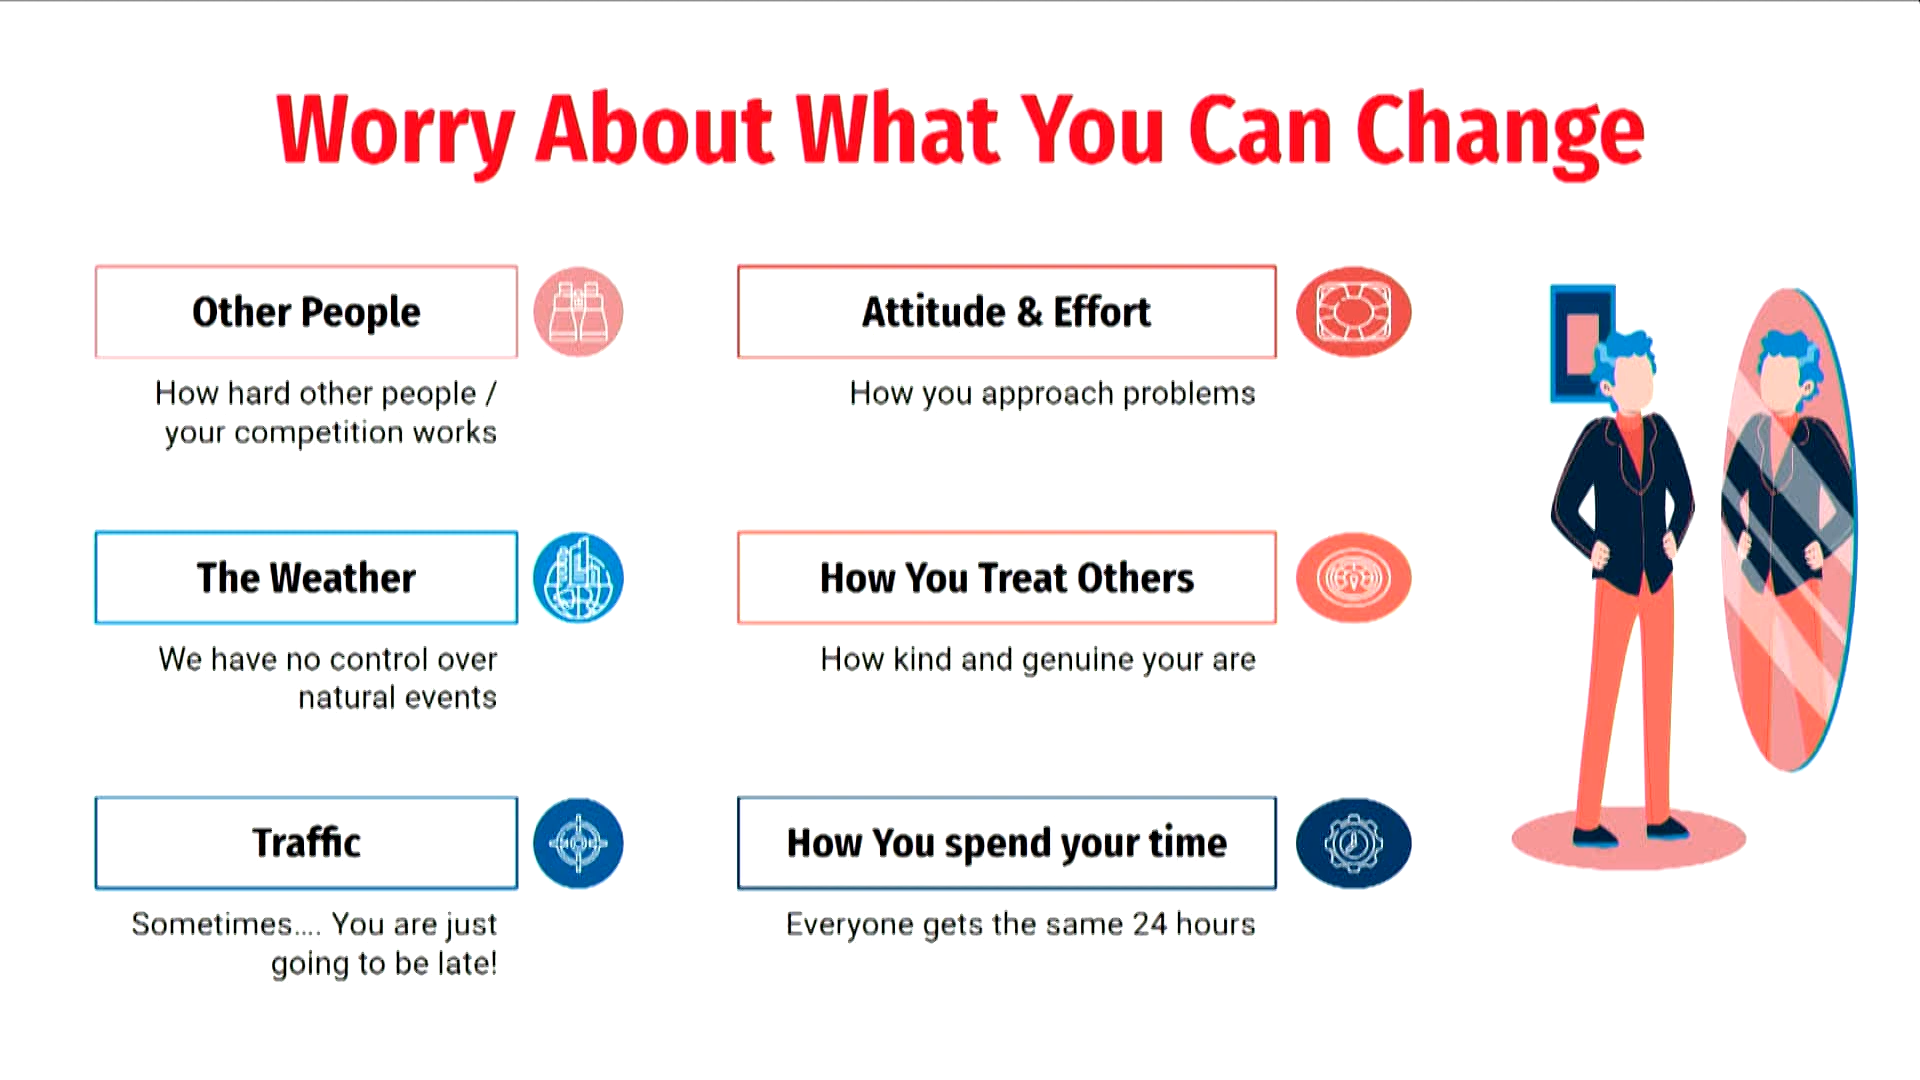 Worry About What You Can Change
Other People
How hard other people /
your competition works
Attitude & Effort
How you approach problems
The Weather
We have no control over
natural events
How You Treat Others
How kind and genuine your are
Traffic
Sometimes.... You are just
going to be late!
How You spend your time
Everyone gets the same 24 hours